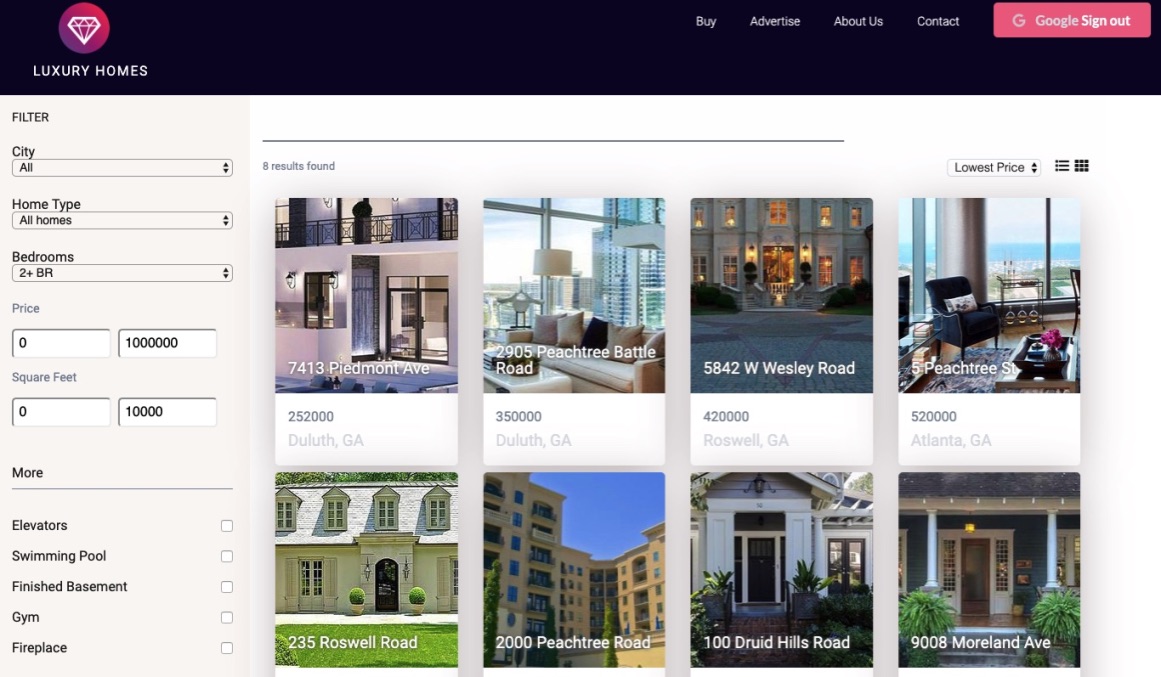 Buy Advertise About Us Contact Google Sign out
LUXURY HOMES
FILTER
City
All
Home Type
All homes
Bedrooms
2+ BR
Price
0 1000000
Square Feet
0 10000
More
Elevators
Swimming Pool
Finished Basement
Gym
Fireplace
8 results found Lowest Price
7413 Piedmont Ave
252000
Duluth, GA
2905 Peachtree Battle
Road
350000
Duluth, GA
5842 W Wesley Road
420000
Roswell, GA
5 Peachtree St
520000
Atlanta, GA
235 Roswell Road
2000 Peachtree Road
100 Druid Hills Road
9008 Moreland Ave